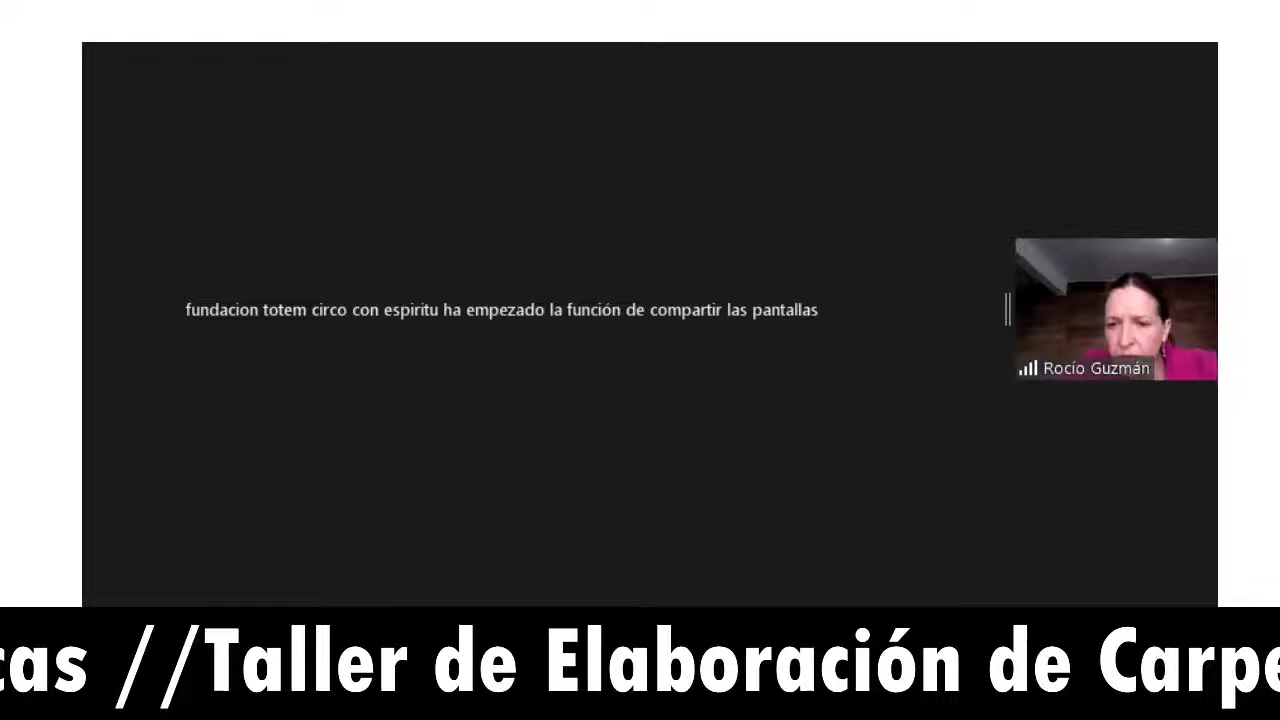 fundacion totem circo con espiritu ha empezado la función de compartir las pantallas
Rocío Guzmán
cas //Taller de Elaboración de Carpe